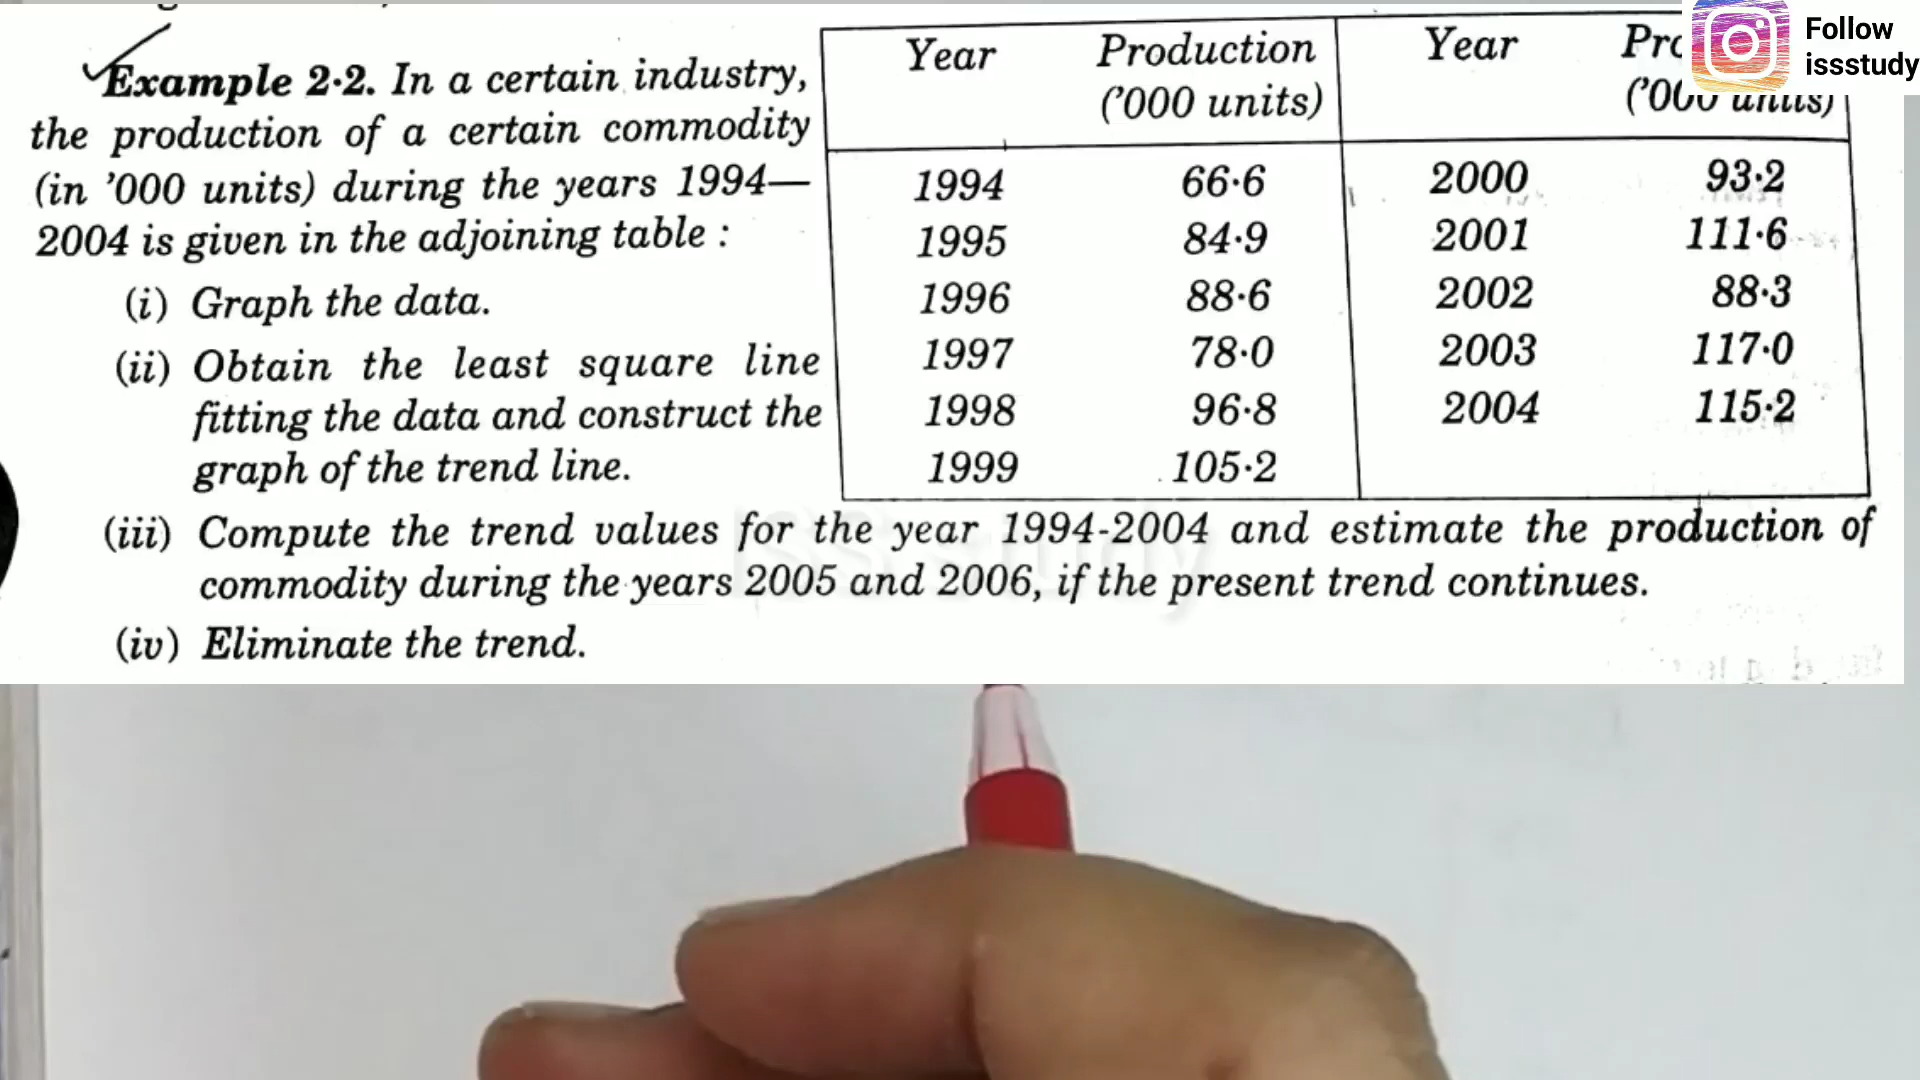 Example 2·2. In a certain industry,
the production of a certain commodity
(in ’000 units) during the years 1994—
2004 is given in the adjoining table :
(i) Graph the data.
(ii) Obtain the least square line
fitting the data and construct the
graph of the trend line.
Year Production Year
(’000 units) (’000 units)
1994 66·6 2000 93·2
1995 84·9 2001 111·6
1996 88·6 2002 88·3
1997 78·0 2003 117·0
1998 96·8 2004 115·2
1999 105·2
(iii) Compute the trend values for the year 1994-2004 and estimate the production of
commodity during the years 2005 and 2006, if the present trend continues.
(iv) Eliminate the trend.
Follow
issstudy
ISS study